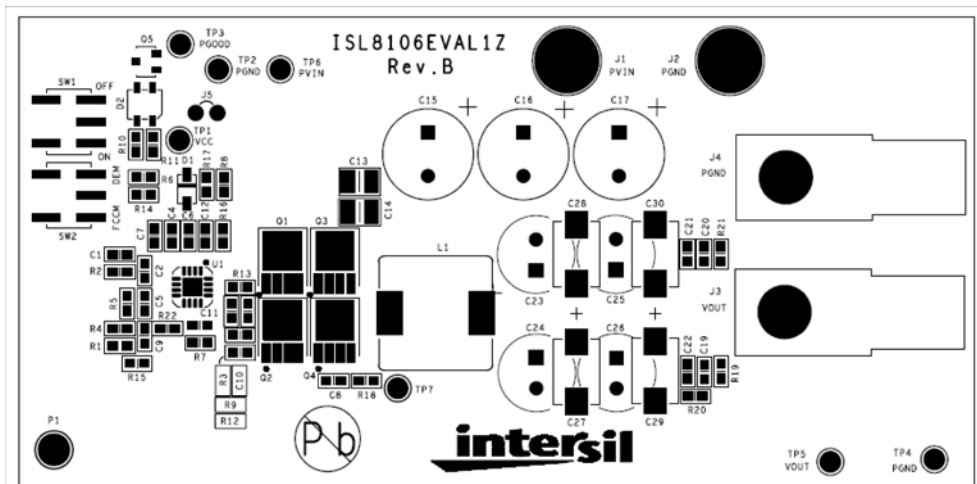 ISL8106EVAL1Z
Rev.B
TP3
PGOOD
TP2
PGND
TP6
PVIN
J1
PVIN
J2
PGND
Q5
SW1
OFF
ON
D2
J5
TP1
VCC
R10
R11
D1
R17
R8
DEM
R6
R14
FCCM
SW2
C7
C4
C6
C12
R16
C15
C16
C17
C13
C14
J4
PGND
J3
VOUT
C1
R2
C2
U1
R13
Q1
Q3
L1
C28
C30
C21
C20
R21
C23
C25
R5
C5
R22
C11
R4
R1
C9
R7
R15
R3
C10
R9
R12
Q2
Q4
C8
R18
TP7
C24
C26
C27
C29
C22
C19
R19
R20
P1
Pb
intersil
TP5
VOUT
TP4
PGND